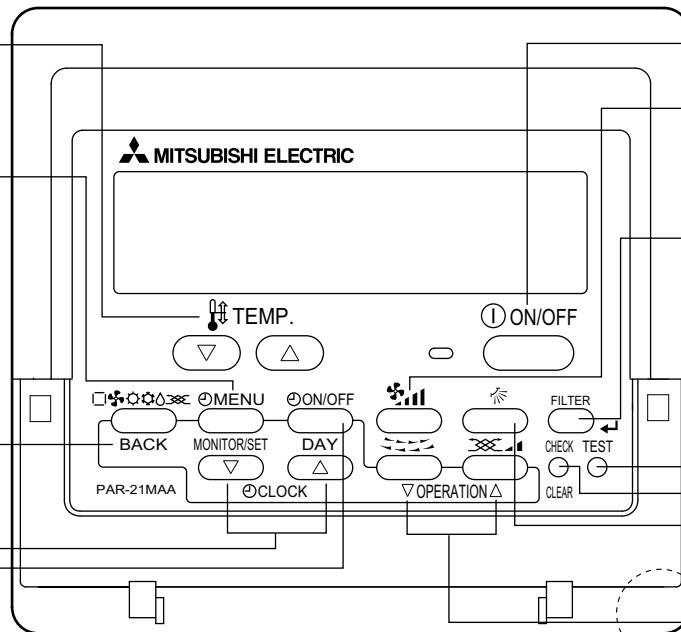 MITSUBISHI ELECTRIC
TEMP.
ON/OFF
MENU
ON/OFF
FILTER
BACK
MONITOR/SET
DAY
CHECK
TEST
PAR-21MAA
CLOCK
▽OPERATION△
CLEAR